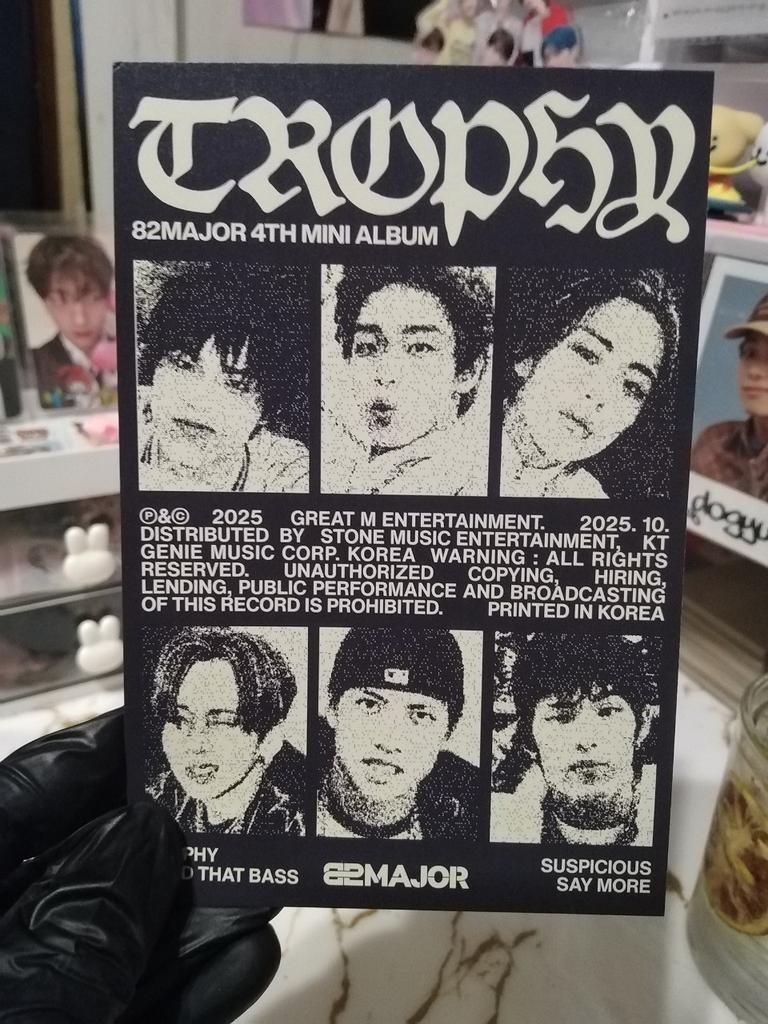 TROPHY
82MAJOR 4TH MINI ALBUM
℗&© 2025 GREAT M ENTERTAINMENT. 2025. 10.
DISTRIBUTED BY STONE MUSIC ENTERTAINMENT, KT
GENIE MUSIC CORP. KOREA WARNING : ALL RIGHTS
RESERVED. UNAUTHORIZED COPYING, HIRING,
LENDING, PUBLIC PERFORMANCE AND BROADCASTING
OF THIS RECORD IS PROHIBITED. PRINTED IN KOREA
PHY
D THAT BASS
82MAJOR
SUSPICIOUS
SAY MORE